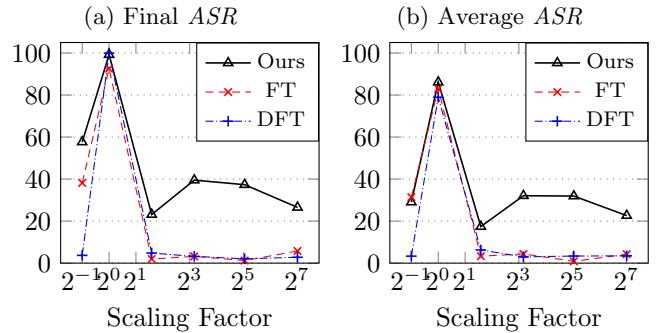 (a) Final ASR
100
80
60
40
20
0
2^−1 2^0 2^1 2^3 2^5 2^7
Scaling Factor
Ours
FT
DFT
(b) Average ASR
100
80
60
40
20
0
2^−1 2^0 2^1 2^3 2^5 2^7
Scaling Factor
Ours
FT
DFT